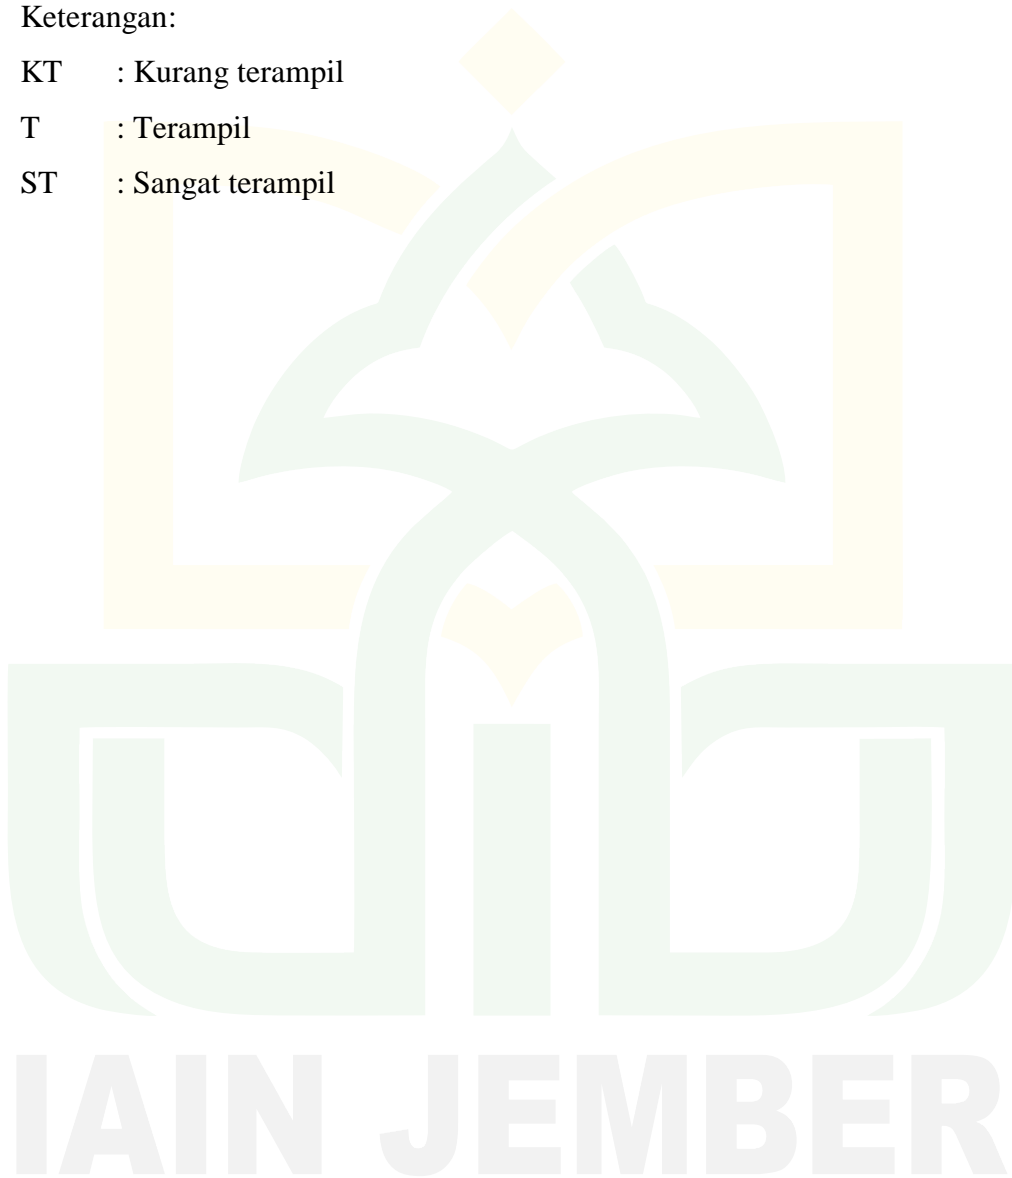 Keterangan:
KT : Kurang terampil
T : Terampil
ST : Sangat terampil
IAIN JEMBER